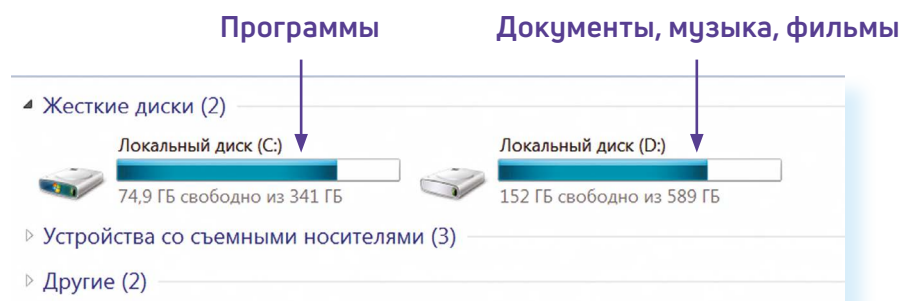 Программы
Документы, музыка, фильмы
Жесткие диски (2)
Локальный диск (C:)
74,9 ГБ свободно из 341 ГБ
Локальный диск (D:)
152 ГБ свободно из 589 ГБ
Устройства со съемными носителями (3)
Другие (2)